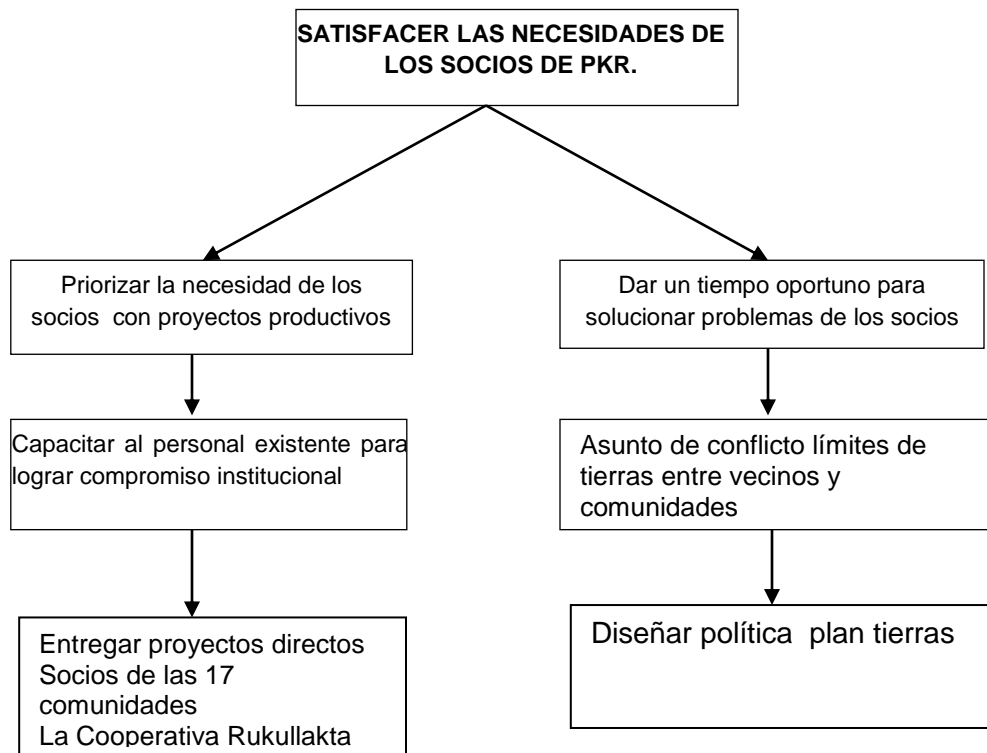 SATISFACER LAS NECESIDADES DE
LOS SOCIOS DE PKR.
Priorizar la necesidad de los
socios con proyectos productivos
Dar un tiempo oportuno para
solucionar problemas de los socios
Capacitar al personal existente para
lograr compromiso institucional
Asunto de conflicto límites de
tierras entre vecinos y
comunidades
Entregar proyectos directos
Socios de las 17
comunidades
La Cooperativa Rukullakta
Diseñar política plan tierras